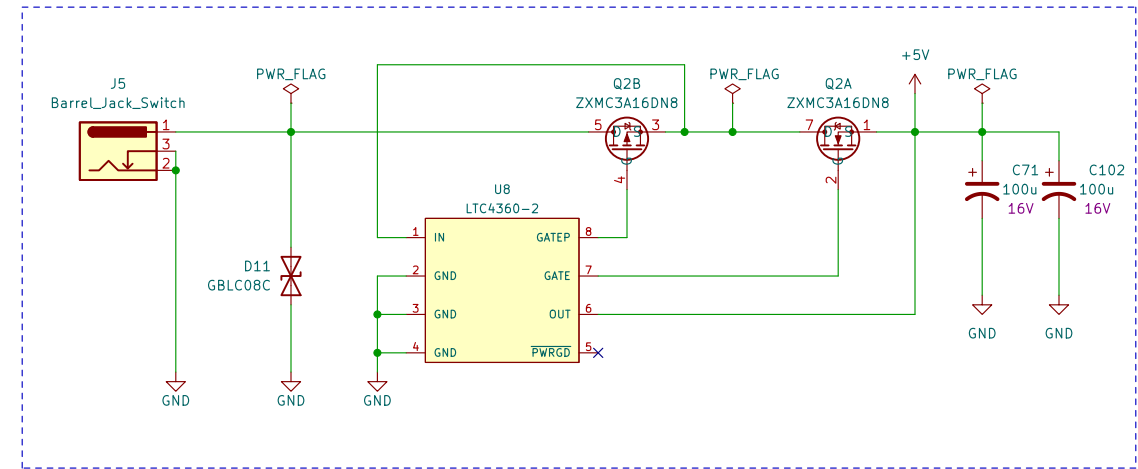 +5V
J5
Barrel_Jack_Switch
PWR_FLAG
Q2B
ZXMC3A16DN8
PWR_FLAG
Q2A
ZXMC3A16DN8
PWR_FLAG
1
3
2
5
3
4
7
1
2
C71
100u
16V
+
C102
100u
16V
+
U8
LTC4360-2
D11
GBLC08C
1 IN
GATEP 8
2 GND
GATE 7
3 GND
OUT 6
4 GND
PWRGD 5
GND
GND
GND
GND
GND